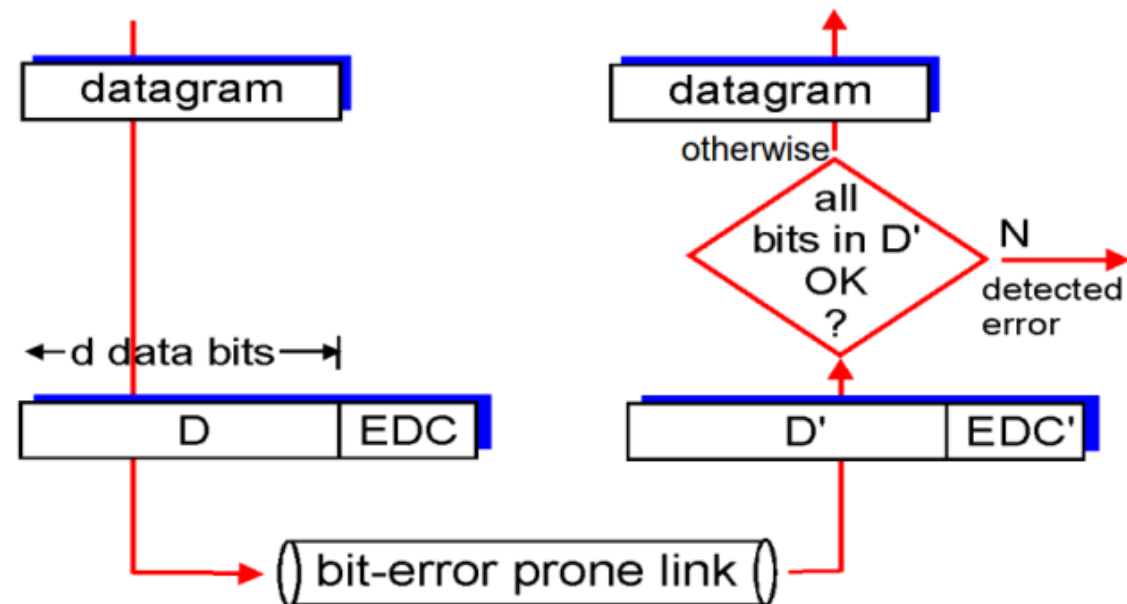 datagram
d data bits
D
EDC
bit-error prone link
datagram
otherwise
all
bits in D'
OK
?
N
detected
error
D'
EDC'